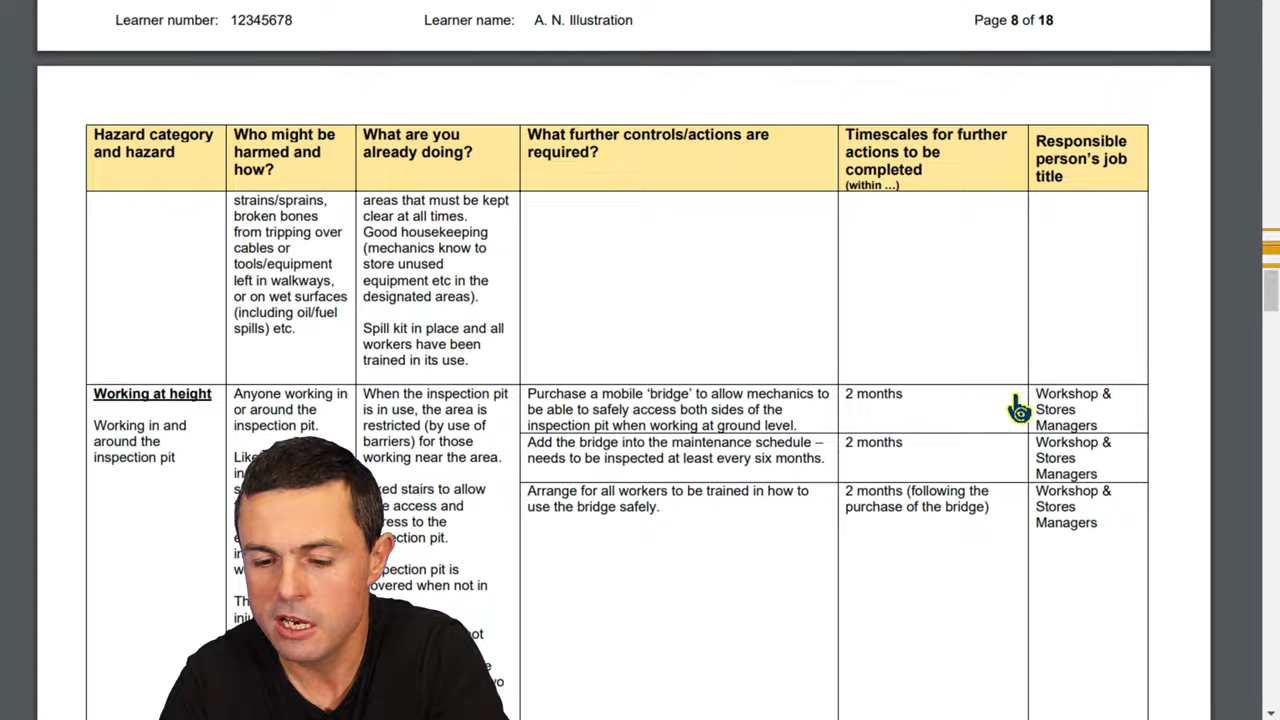 Learner number: 12345678 Learner name: A. N. Illustration Page 8 of 18
Hazard category
and hazard
Who might be
harmed and
how?
What are you
already doing?
What further controls/actions are
required?
Timescales for further
actions to be
completed
(within ...)
Responsible
person's job
title
strains/sprains,
broken bones
from tripping over
cables or
tools/equipment
left in walkways,
or on wet surfaces
(including oil/fuel
spills) etc.
areas that must be kept
clear at all times.
Good housekeeping
(mechanics know to
store unused
equipment etc in the
designated areas).
Spill kit in place and all
workers have been
trained in its use.
Working at height
Working in and
around the
inspection pit
Anyone working in
or around the
inspection pit.
When the inspection pit
is in use, the area is
restricted (by use of
barriers) for those
working near the area.
stairs to allow
access and
to the
pit.
is
when not in
Purchase a mobile ‘bridge’ to allow mechanics to
be able to safely access both sides of the
inspection pit when working at ground level.
2 months
Workshop &
Stores
Managers
Add the bridge into the maintenance schedule –
needs to be inspected at least every six months.
2 months
Workshop &
Stores
Managers
Arrange for all workers to be trained in how to
use the bridge safely.
2 months (following the
purchase of the bridge)
Workshop &
Stores
Managers